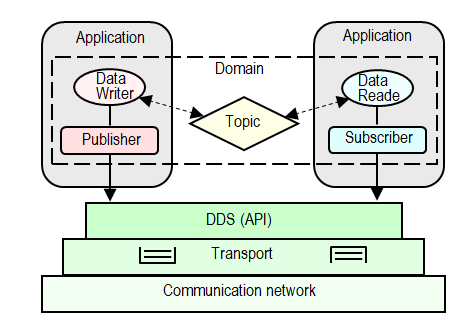 Application
Application
Domain
Data
Writer
Data
Reade
Topic
Publisher
Subscriber
DDS (API)
Transport
Communication network